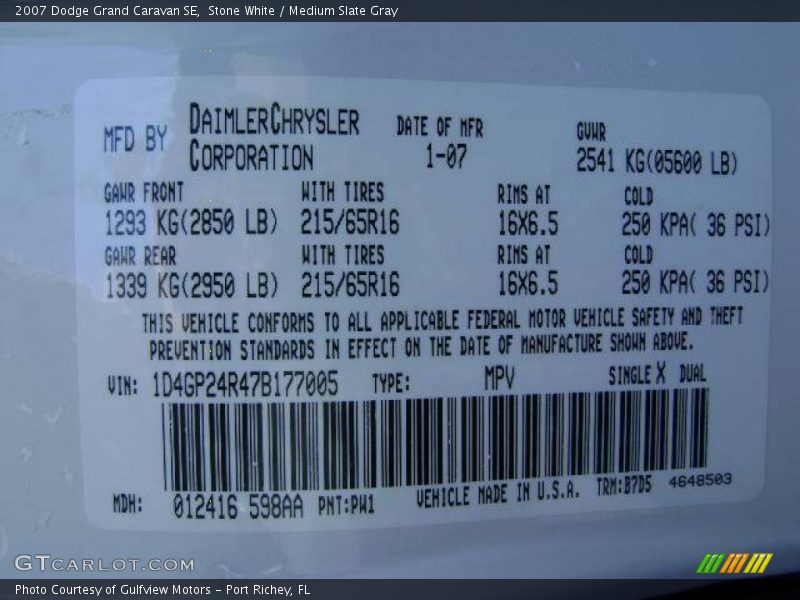 2007 Dodge Grand Caravan SE, Stone White / Medium Slate Gray
MFD BY DAIMLERCHRYSLER CORPORATION DATE OF MFR 1-07 GVWR 2541 KG(05600 LB)
GAWR FRONT WITH TIRES RIMS AT COLD
1293 KG(2850 LB) 215/65R16 16X6.5 250 KPA( 36 PSI)
GAWR REAR WITH TIRES RIMS AT COLD
1339 KG(2950 LB) 215/65R16 16X6.5 250 KPA( 36 PSI)
THIS VEHICLE CONFORMS TO ALL APPLICABLE FEDERAL MOTOR VEHICLE SAFETY AND THEFT
PREVENTION STANDARDS IN EFFECT ON THE DATE OF MANUFACTURE SHOWN ABOVE.
VIN: 1D4GP24R47B177005 TYPE: MPV SINGLE X DUAL
MDH: 012416 598AA PNT:PW1 VEHICLE MADE IN U.S.A. TRM:B7D5 4648503
GTCARLOT.COM
Photo Courtesy of Gulfview Motors – Port Richey, FL